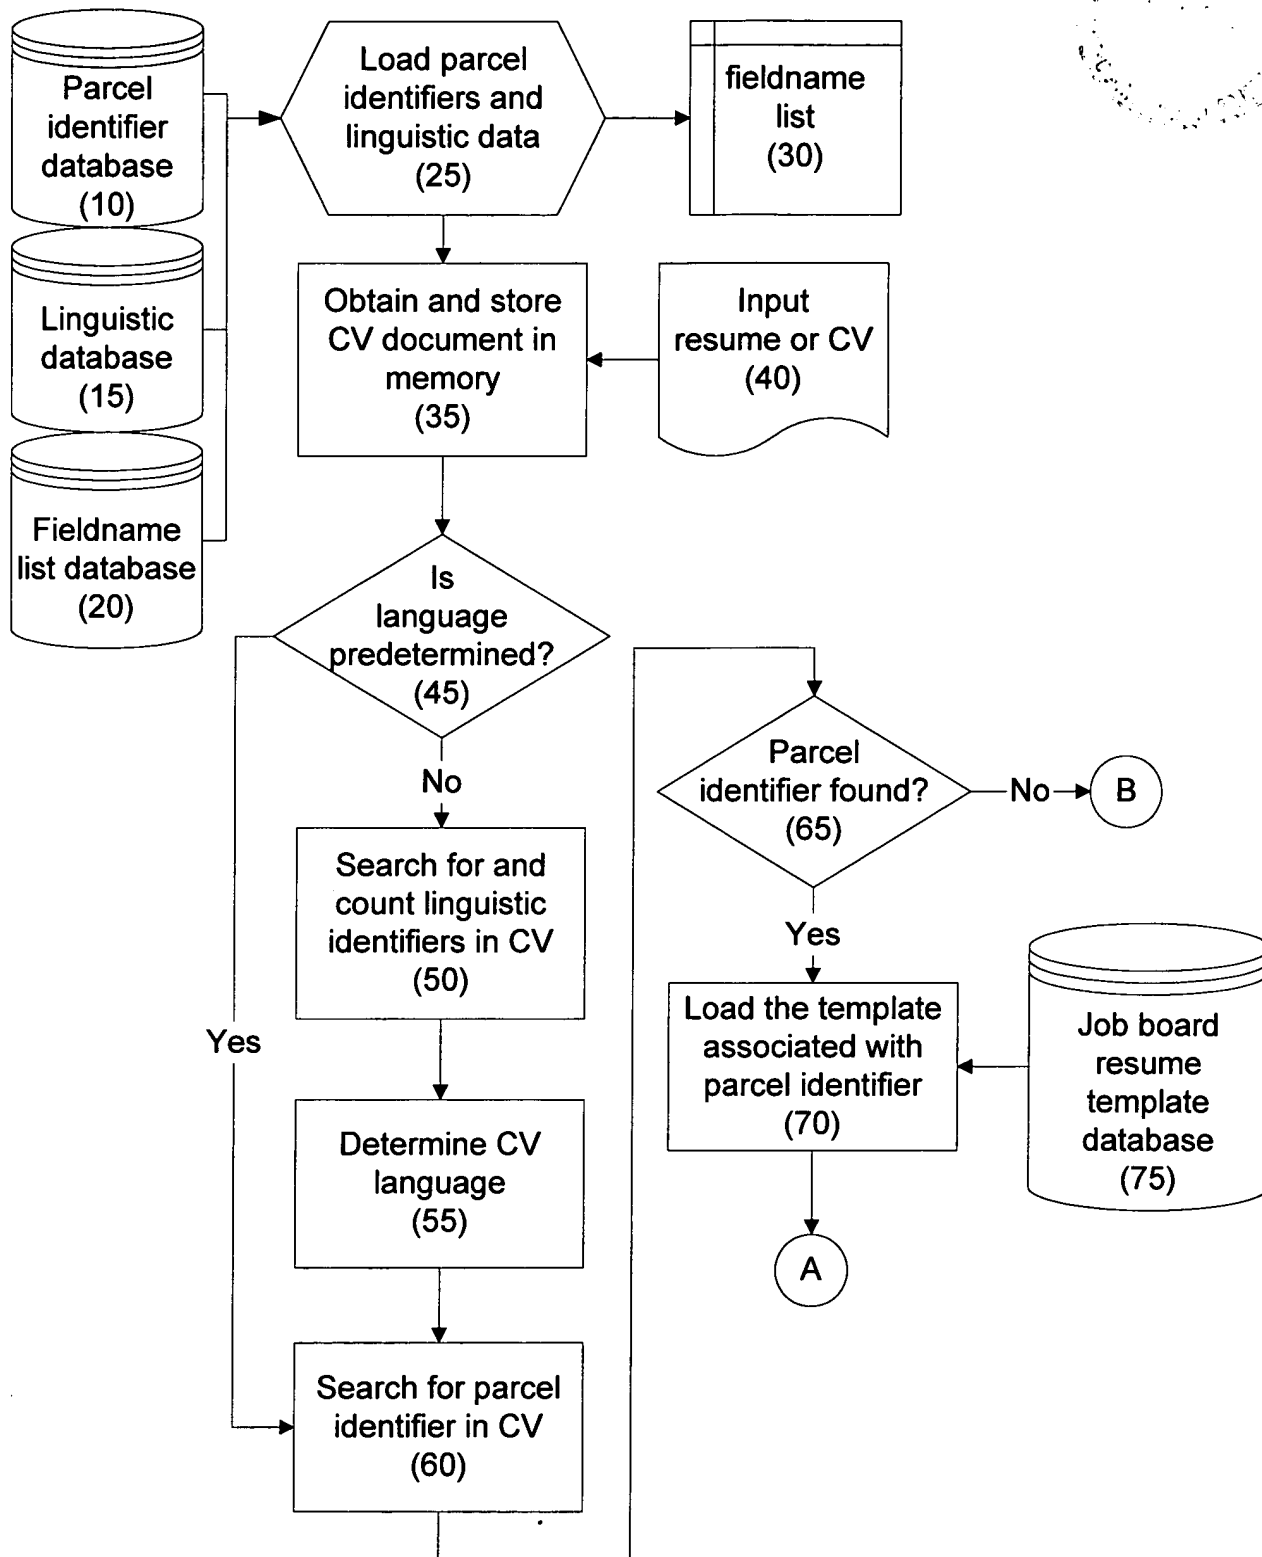 Parcel
identifier
database
(10)
Load parcel
identifiers and
linguistic data
(25)
fieldname
list
(30)
Linguistic
database
(15)
Obtain and store
CV document in
memory
(35)
Input
resume or CV
(40)
Fieldname
list database
(20)
Is
language
predetermined?
(45)
No
Search for and
count linguistic
identifiers in CV
(50)
Yes
Determine CV
language
(55)
Search for parcel
identifier in CV
(60)
Parcel
identifier found?
(65)
No
B
Yes
Load the template
associated with
parcel identifier
(70)
Job board
resume
template
database
(75)
A